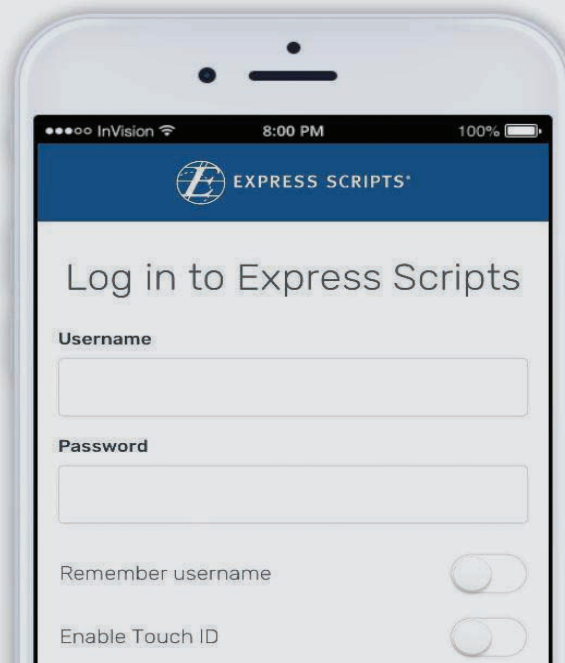 InVision 8:00 PM 100%
EXPRESS SCRIPTS®
Log in to Express Scripts
Username
Password
Remember username
Enable Touch ID